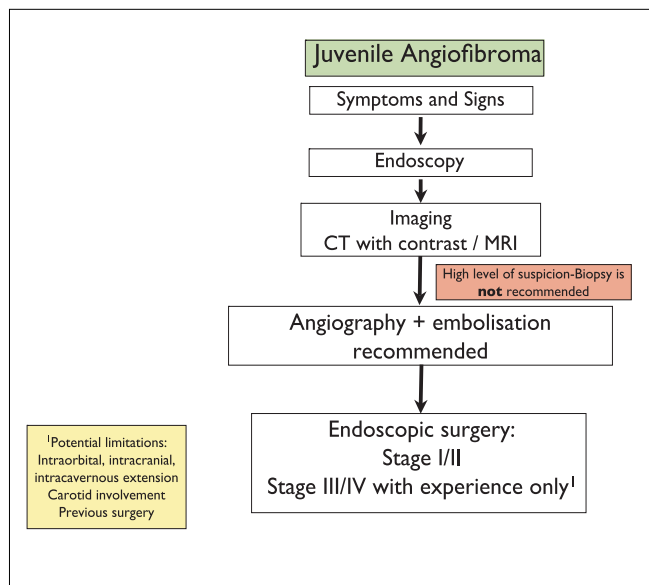 Juvenile Angiofibroma
Symptoms and Signs
Endoscopy
Imaging
CT with contrast / MRI
High level of suspicion-Biopsy is
not recommended
Angiography + embolisation
recommended
Endoscopic surgery:
Stage I/II
Stage III/IV with experience only¹
¹Potential limitations:
Intraorbital, intracranial,
intracavernous extension
Carotid involvement
Previous surgery